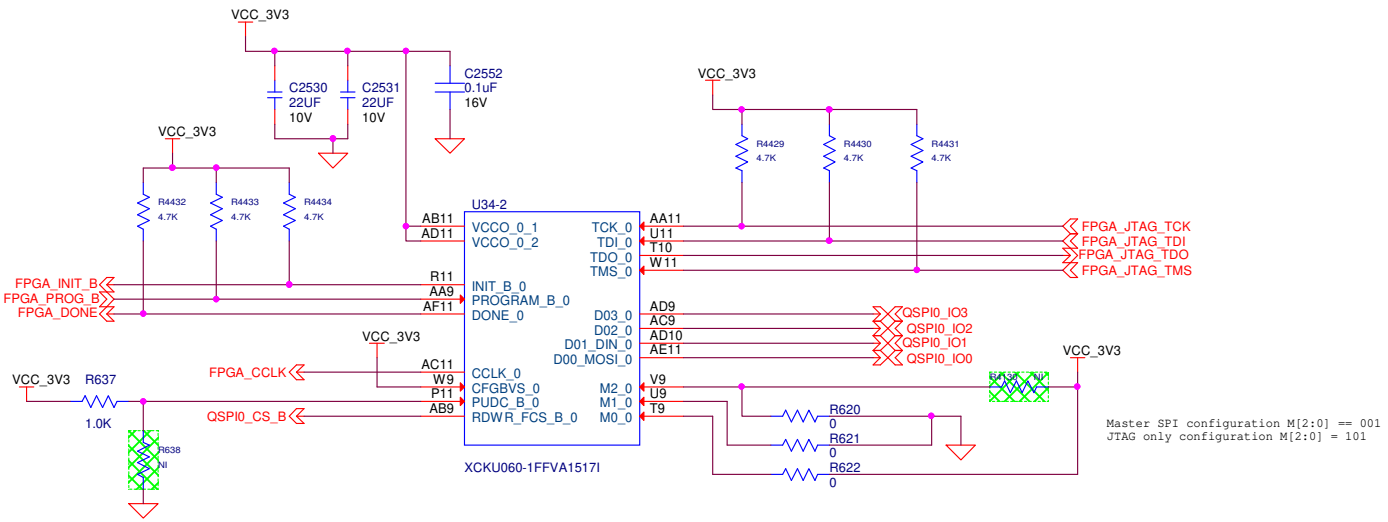 VCC_3V3
C2530
22UF
10V
C2531
22UF
10V
C2552
0.1uF
16V
VCC_3V3
R4429
4.7K
R4430
4.7K
R4431
4.7K
VCC_3V3
R4432
4.7K
R4433
4.7K
R4434
4.7K
U34-2
AB11 VCCO_0_1
AD11 VCCO_0_2
FPGA_INIT_B R11 INIT_B_0
FPGA_PROG_B AA9 PROGRAM_B_0
FPGA_DONE AF11 DONE_0
TCK_0 AA11 FPGA_JTAG_TCK
TDI_0 U11 FPGA_JTAG_TDI
TDO_0 T10 FPGA_JTAG_TDO
TMS_0 W11 FPGA_JTAG_TMS
D03_0 AD9 QSPI0_IO3
D02_0 AC9 QSPI0_IO2
D01_DIN_0 AD10 QSPI0_IO1
D00_MOSI_0 AE11 QSPI0_IO0
VCC_3V3
FPGA_CCLK AC11 CCLK_0
W9 CFGBVS_0
P11 PUDC_B_0
QSPI0_CS_B AB9 RDWR_FCS_B_0
VCC_3V3
R637
1.0K
R638
NI
M2_0 V9
M1_0 U9
M0_0 T9
VCC_3V3
R4130 NI
R620
0
R621
0
R622
0
XCKU060-1FFVA1517I
Master SPI configuration M[2:0] == 001
JTAG only configuration M[2:0] = 101